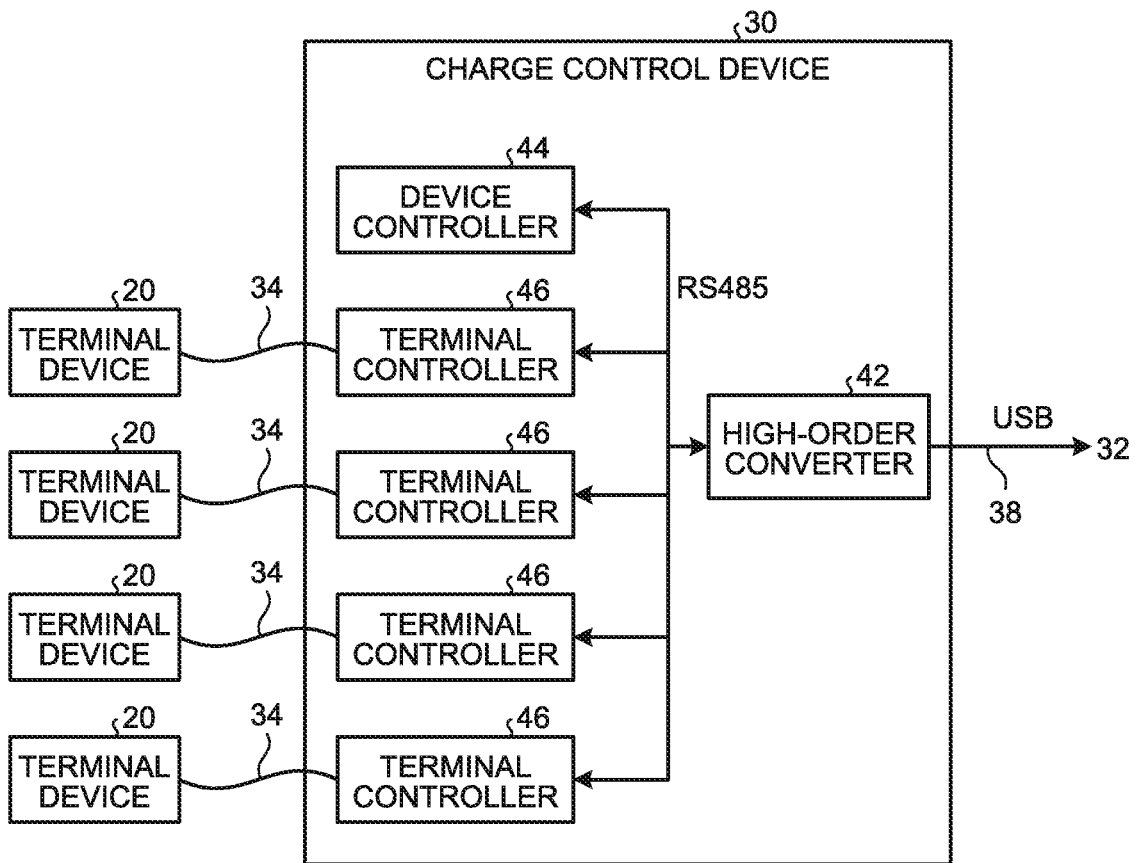 30
CHARGE CONTROL DEVICE
44
DEVICE
CONTROLLER
RS485
20
34
46
TERMINAL
DEVICE
TERMINAL
CONTROLLER
42
HIGH-ORDER
CONVERTER
USB
32
38
20
34
46
TERMINAL
DEVICE
TERMINAL
CONTROLLER
20
34
46
TERMINAL
DEVICE
TERMINAL
CONTROLLER
20
34
46
TERMINAL
DEVICE
TERMINAL
CONTROLLER